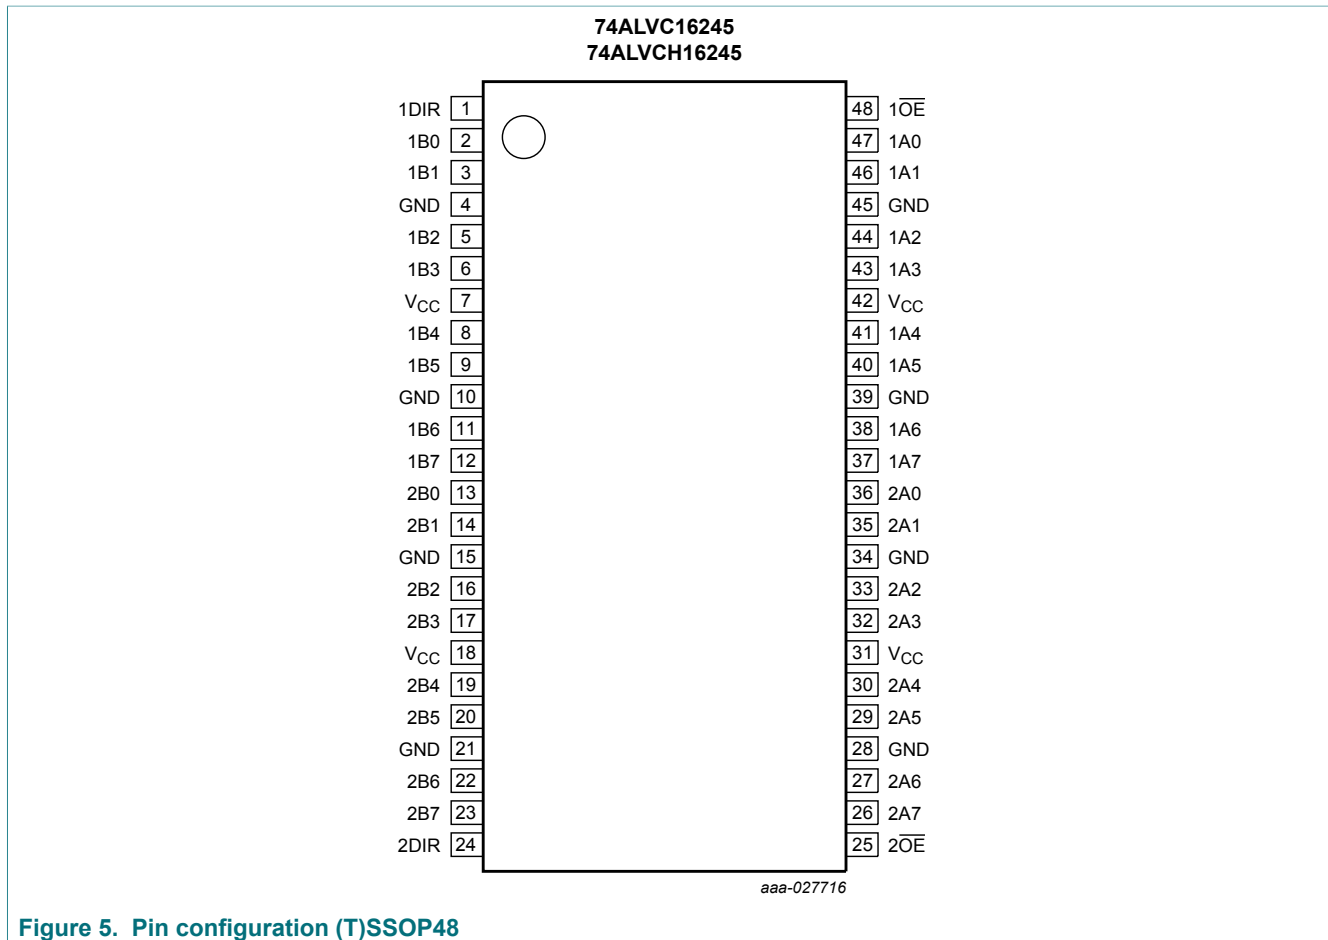 74ALVC16245
74ALVCH16245
1DIR 1 48 1O̅E̅
1B0 2 47 1A0
1B1 3 46 1A1
GND 4 45 GND
1B2 5 44 1A2
1B3 6 43 1A3
VCC 7 42 VCC
1B4 8 41 1A4
1B5 9 40 1A5
GND 10 39 GND
1B6 11 38 1A6
1B7 12 37 1A7
2B0 13 36 2A0
2B1 14 35 2A1
GND 15 34 GND
2B2 16 33 2A2
2B3 17 32 2A3
VCC 18 31 VCC
2B4 19 30 2A4
2B5 20 29 2A5
GND 21 28 GND
2B6 22 27 2A6
2B7 23 26 2A7
2DIR 24 25 2O̅E̅
aaa-027716
Figure 5. Pin configuration (T)SSOP48